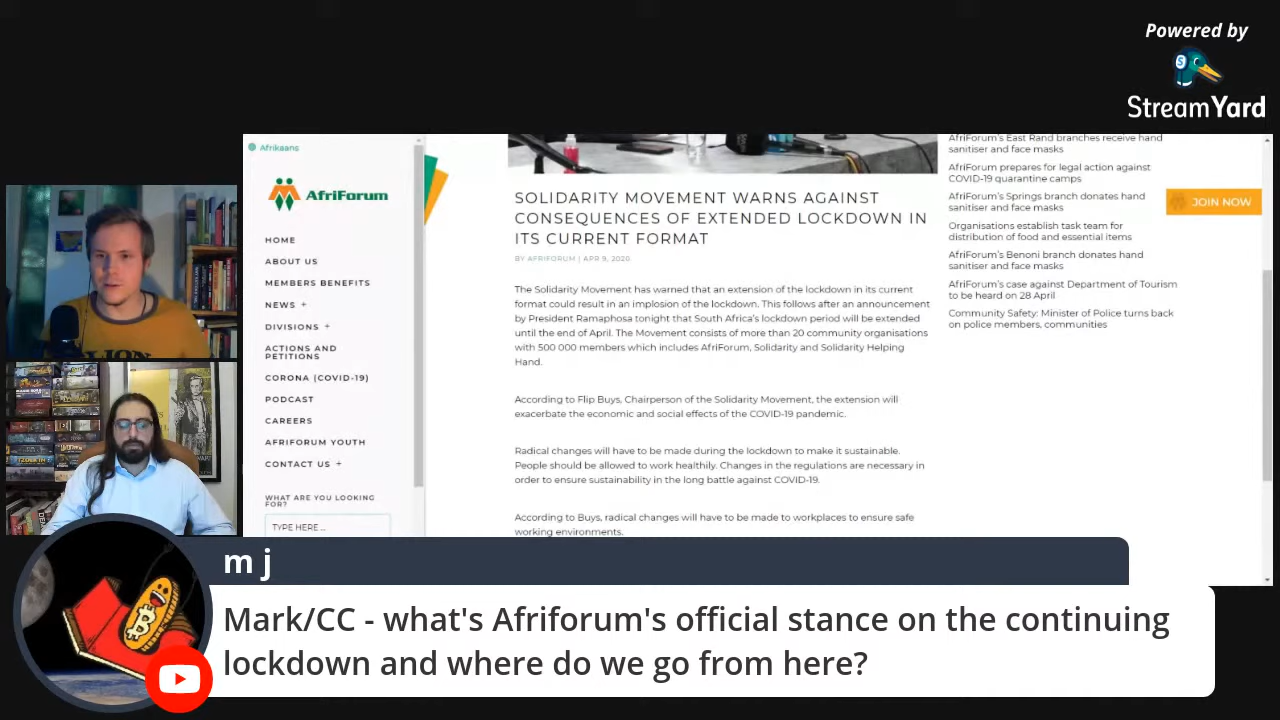 Powered by
StreamYard
Afrikaans
AfriForum
HOME
ABOUT US
MEMBERS BENEFITS
NEWS +
DIVISIONS +
ACTIONS AND
PETITIONS
CORONA (COVID-19)
PODCAST
CAREERS
AFRIFORUM YOUTH
CONTACT US +
WHAT ARE YOU LOOKING
FOR?
TYPE HERE ...
SOLIDARITY MOVEMENT WARNS AGAINST
CONSEQUENCES OF EXTENDED LOCKDOWN IN
ITS CURRENT FORMAT
BY AFRIFORUM | APR 9, 2020
The Solidarity Movement has warned that an extension of the lockdown in its current
format could result in an implosion of the lockdown. This follows after an announcement
by President Ramaphosa tonight that South Africa's lockdown period will be extended
until the end of April. The Movement consists of more than 20 community organisations
with 500 000 members which includes AfriForum, Solidarity and Solidarity Helping
Hand.
According to Flip Buys, Chairperson of the Solidarity Movement, the extension will
exacerbate the economic and social effects of the COVID-19 pandemic.
Radical changes will have to be made during the lockdown to make it sustainable.
People should be allowed to work healthily. Changes in the regulations are necessary in
order to ensure sustainability in the long battle against COVID-19.
According to Buys, radical changes will have to be made to workplaces to ensure safe
working environments.
AfriForum's East Rand branches receive hand
sanitiser and face masks
AfriForum prepares for legal action against
COVID-19 quarantine camps
AfriForum's Springs branch donates hand
sanitiser and face masks
Organisations establish task team for
distribution of food and essential items
AfriForum's Benoni branch donates hand
sanitiser and face masks
AfriForum's case against Department of Tourism
to be heard on 28 April
Community Safety: Minister of Police turns back
on police members, communities
JOIN NOW
m j
Mark/CC - what's Afriforum's official stance on the continuing
lockdown and where do we go from here?